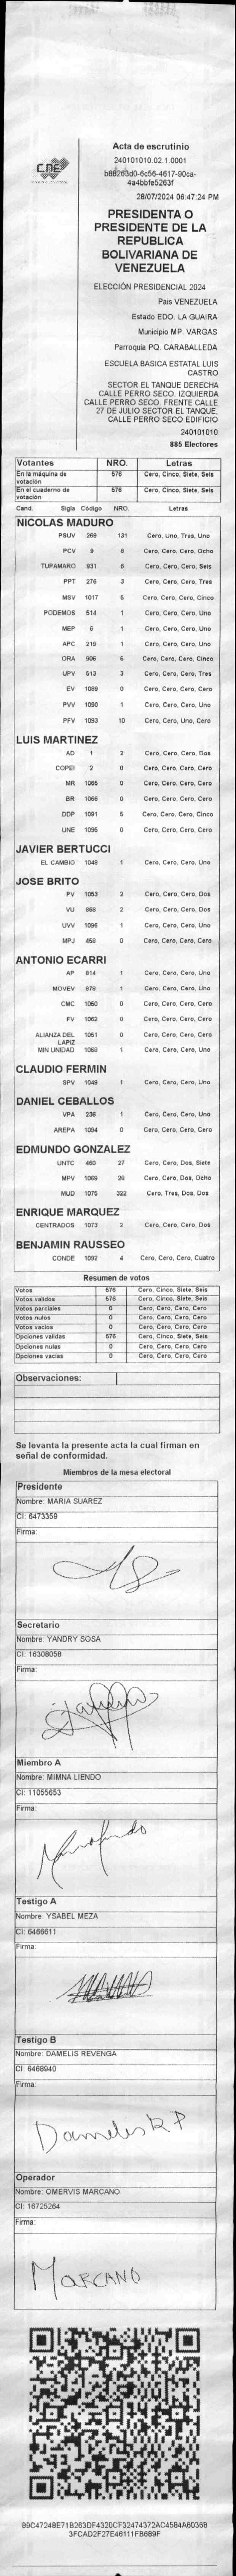 CNE
Acta de escrutinio
240101010.02.1.0001
4a4bbfe5263f
28/07/2024 06:47:24 PM
PRESIDENTA O
PRESIDENTE DE LA
REPUBLICA
BOLIVARIANA DE
VENEZUELA
ELECCIÓN PRESIDENCIAL 2024
Pais VENEZUELA
Estado EDO. LA GUAIRA
Municipio MP. VARGAS
Parroquia PQ. CARABALLEDA
ESCUELA BASICA ESTATAL LUIS
CASTRO
SECTOR EL TANQUE DERECHA
CALLE PERRO SECO. IZQUIERDA
CALLE PERRO SECO. FRENTE CALLE
27 DE JULIO SECTOR EL TANQUE,
CALLE PERRO SECO EDIFICIO
240101010
885 Electores
Votantes NRO. Letras
En la máquina de votación 576 Cero, Cinco, Siete, Seis
En el cuaderno de votación 576 Cero, Cinco, Siete, Seis
Cand. Sigla Código NRO. Letras
NICOLAS MADURO
PSUV 269 131 Cero, Uno, Tres, Uno
PCV 9 8 Cero, Cero, Cero, Ocho
TUPAMARO 931 6 Cero, Cero, Cero, Seis
PPT 276 3 Cero, Cero, Cero, Tres
MSV 1017 5 Cero, Cero, Cero, Cinco
PODEMOS 514 1 Cero, Cero, Cero, Uno
MEP 6 1 Cero, Cero, Cero, Uno
APC 219 1 Cero, Cero, Cero, Uno
ORA 906 5 Cero, Cero, Cero, Cinco
UPV 513 3 Cero, Cero, Cero, Tres
EV 1089 0 Cero, Cero, Cero, Cero
PVV 1090 1 Cero, Cero, Cero, Uno
PFV 1093 10 Cero, Cero, Uno, Cero
LUIS MARTINEZ
AD 1 2 Cero, Cero, Cero, Dos
COPEI 2 0 Cero, Cero, Cero, Cero
MR 1065 0 Cero, Cero, Cero, Cero
BR 1066 0 Cero, Cero, Cero, Cero
DDP 1091 5 Cero, Cero, Cero, Cinco
UNE 1095 0 Cero, Cero, Cero, Cero
JAVIER BERTUCCI
EL CAMBIO 1048 1 Cero, Cero, Cero, Uno
JOSE BRITO
PV 1053 2 Cero, Cero, Cero, Dos
VU 868 2 Cero, Cero, Cero, Dos
UVV 1096 1 Cero, Cero, Cero, Uno
MPJ 458 0 Cero, Cero, Cero, Cero
ANTONIO ECARRI
AP 814 1 Cero, Cero, Cero, Uno
MOVEV 978 1 Cero, Cero, Cero, Uno
CMC 1050 0 Cero, Cero, Cero, Cero
FV 1062 0 Cero, Cero, Cero, Cero
ALIANZA DEL LAPIZ 1051 0 Cero, Cero, Cero, Cero
MIN UNIDAD 1068 1 Cero, Cero, Cero, Uno
CLAUDIO FERMIN
SPV 1049 1 Cero, Cero, Cero, Uno
DANIEL CEBALLOS
VPA 236 1 Cero, Cero, Cero, Uno
AREPA 1094 0 Cero, Cero, Cero, Cero
EDMUNDO GONZALEZ
UNTC 460 27 Cero, Cero, Dos, Siete
MPV 1069 28 Cero, Cero, Dos, Ocho
MUD 1075 322 Cero, Tres, Dos, Dos
ENRIQUE MARQUEZ
CENTRADOS 1073 2 Cero, Cero, Cero, Dos
BENJAMIN RAUSSEO
CONDE 1092 4 Cero, Cero, Cero, Cuatro
Resumen de votos
Votos 576 Cero, Cinco, Siete, Seis
Votos validos 576 Cero, Cinco, Siete, Seis
Votos parciales 0 Cero, Cero, Cero, Cero
Votos nulos 0 Cero, Cero, Cero, Cero
Votos vacios 0 Cero, Cero, Cero, Cero
Opciones validas 576 Cero, Cinco, Siete, Seis
Opciones nulas 0 Cero, Cero, Cero, Cero
Opciones vacias 0 Cero, Cero, Cero, Cero
Observaciones:
Se levanta la presente acta la cual firman en
señal de conformidad.
Miembros de la mesa electoral
Presidente
Nombre: MARIA SUAREZ
CI: 6473359
Firma:
Secretario
Nombre: YANDRY SOSA
CI: 16308058
Firma:
Miembro A
Nombre: MIMNA LIENDO
CI: 11055653
Firma:
Testigo A
Nombre: YSABEL MEZA
CI: 6466611
Firma:
Testigo B
Nombre: DAMELIS REVENGA
CI: 6468940
Firma:
Damelis R P
Operador
Nombre: OMERVIS MARCANO
CI: 16725264
Firma:
MARCANO
3FCAD2F27E46111FB689F